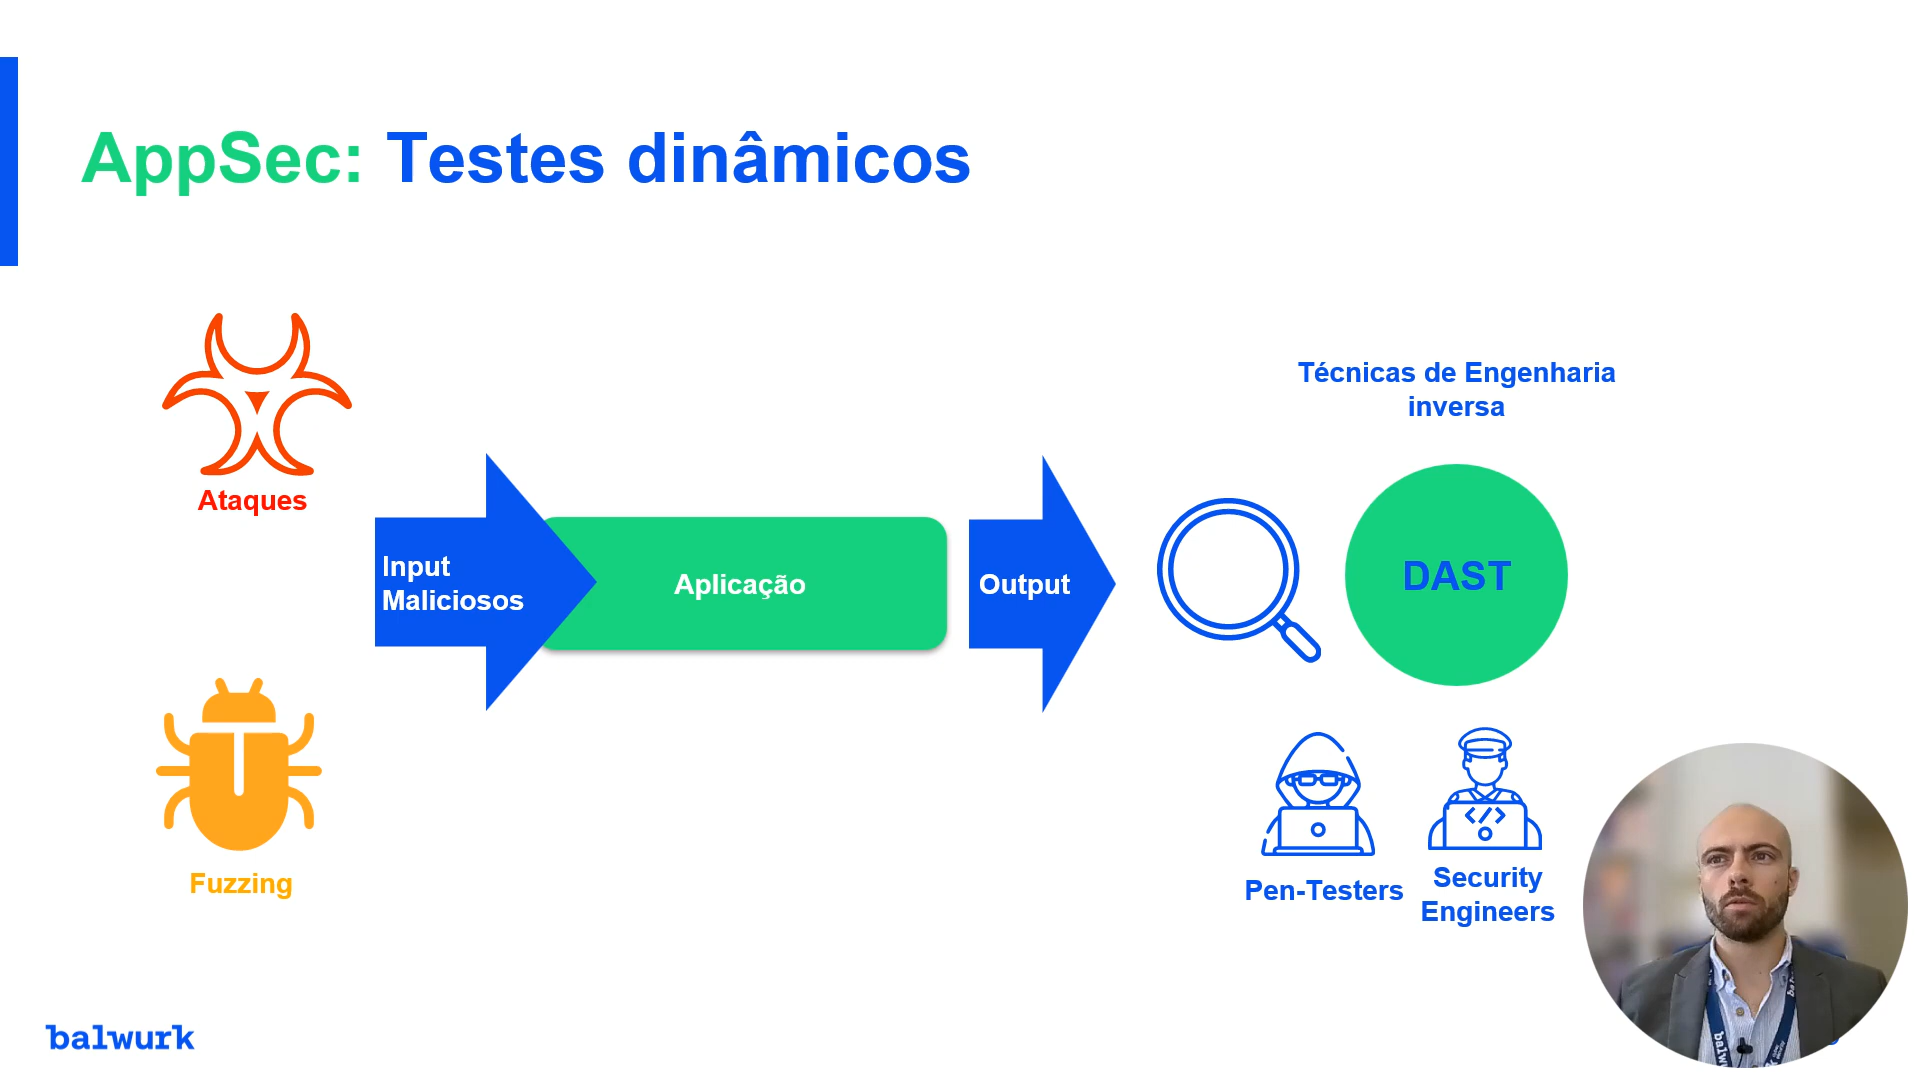 AppSec: Testes dinâmicos
Ataques
Fuzzing
Input
Maliciosos
Aplicação
Output
Técnicas de Engenharia
inversa
DAST
Pen-Testers
Security
Engineers
balwurk